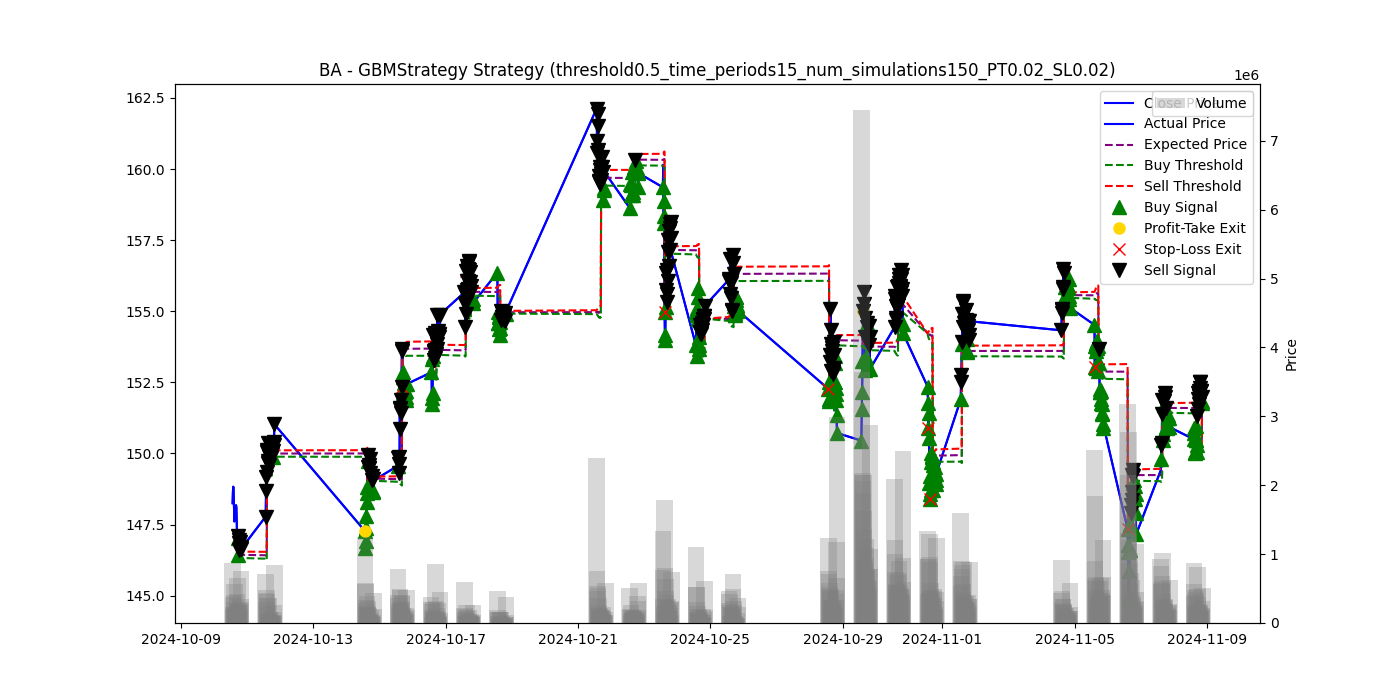 BA - GBMStrategy Strategy (threshold0.5_time_periods15_num_simulations150_PT0.02_SL0.02)
1e6
162.5
160.0
157.5
155.0
152.5
150.0
147.5
145.0
7
6
5
4
3
2
1
0
Price
Close Price
Volume
Actual Price
Expected Price
Buy Threshold
Sell Threshold
Buy Signal
Profit-Take Exit
Stop-Loss Exit
Sell Signal
2024-10-09
2024-10-13
2024-10-17
2024-10-21
2024-10-25
2024-10-29
2024-11-01
2024-11-05
2024-11-09